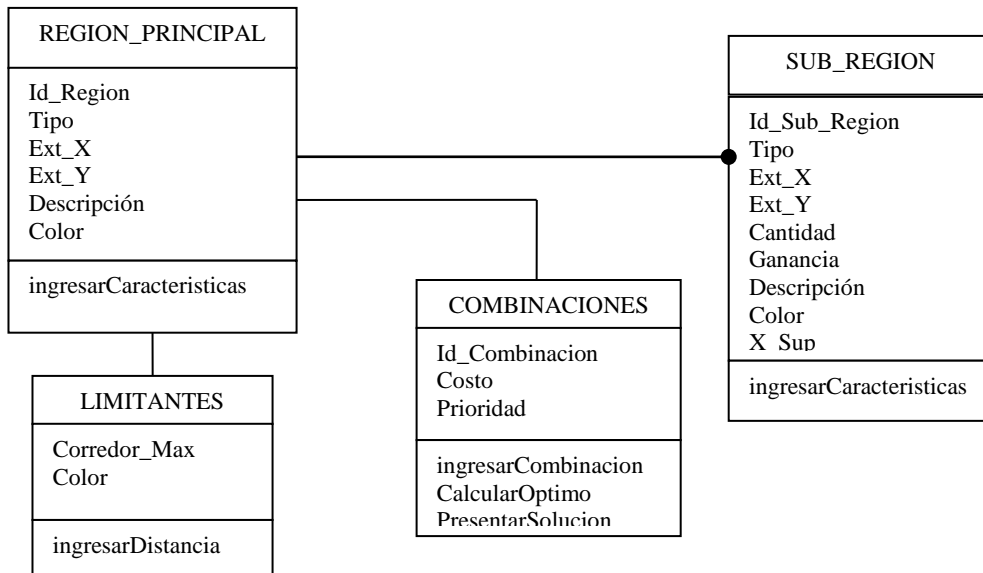 REGION_PRINCIPAL
Id_Region
Tipo
Ext_X
Ext_Y
Descripción
Color
ingresarCaracteristicas
SUB_REGION
Id_Sub_Region
Tipo
Ext_X
Ext_Y
Cantidad
Ganancia
Descripción
Color
X_Sup
ingresarCaracteristicas
COMBINACIONES
Id_Combinacion
Costo
Prioridad
ingresarCombinacion
CalcularOptimo
PresentarSolucion
LIMITANTES
Corredor_Max
Color
ingresarDistancia